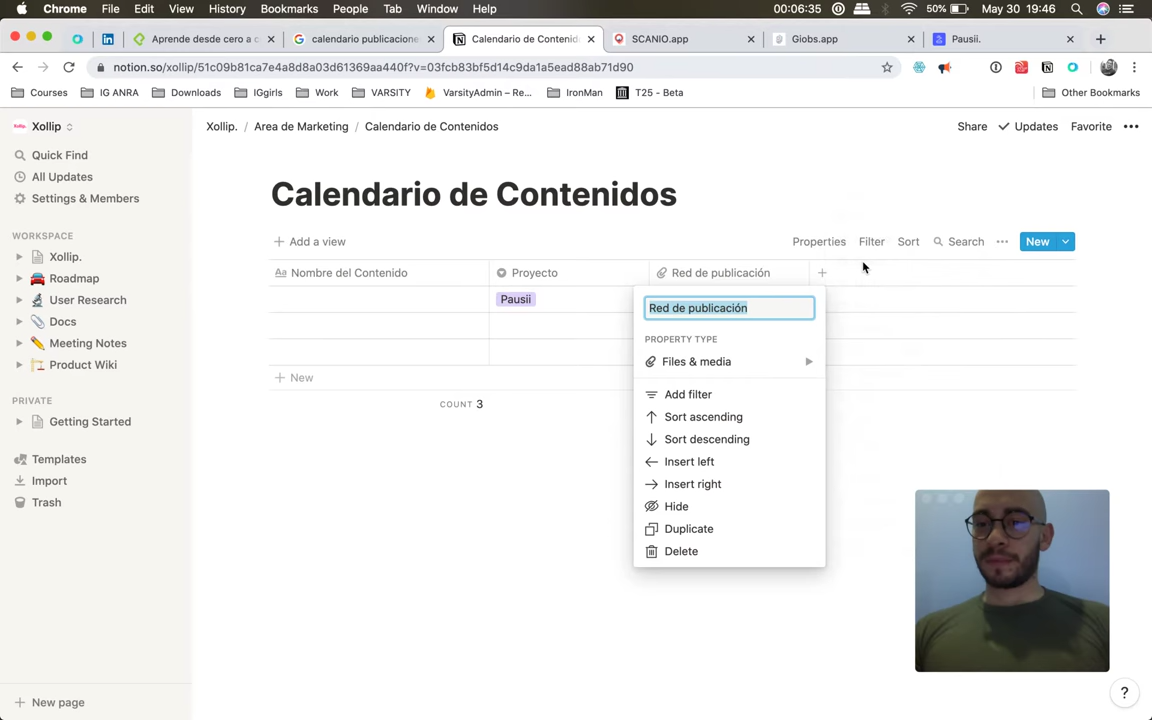 Chrome File Edit View History Bookmarks People Tab Window Help 00:06:35 50% May 30 19:46
Aprende desde cero a c
calendario publicacione
Calendario de Contenid
SCANIO.app
Giobs.app
Pausii.
notion.so/xollip/51c09b81ca7e4a8d8a03d61369aa440f?v=03fcb83bf5d14c9da1a5ead88ab71d90
Courses IG ANRA Downloads IGgirls Work VARSITY VarsityAdmin – Re... IronMan T25 - Beta Other Bookmarks
Xollip
Xollip. / Area de Marketing / Calendario de Contenidos
Share Updates Favorite
Quick Find
All Updates
Settings & Members
WORKSPACE
Xollip.
Roadmap
User Research
Docs
Meeting Notes
Product Wiki
PRIVATE
Getting Started
Templates
Import
Trash
New page
Calendario de Contenidos
Add a view
Properties Filter Sort Search New
Aa Nombre del Contenido Proyecto Red de publicación
Pausii
New
COUNT 3
Red de publicación
PROPERTY TYPE
Files & media
Add filter
Sort ascending
Sort descending
Insert left
Insert right
Hide
Duplicate
Delete
?